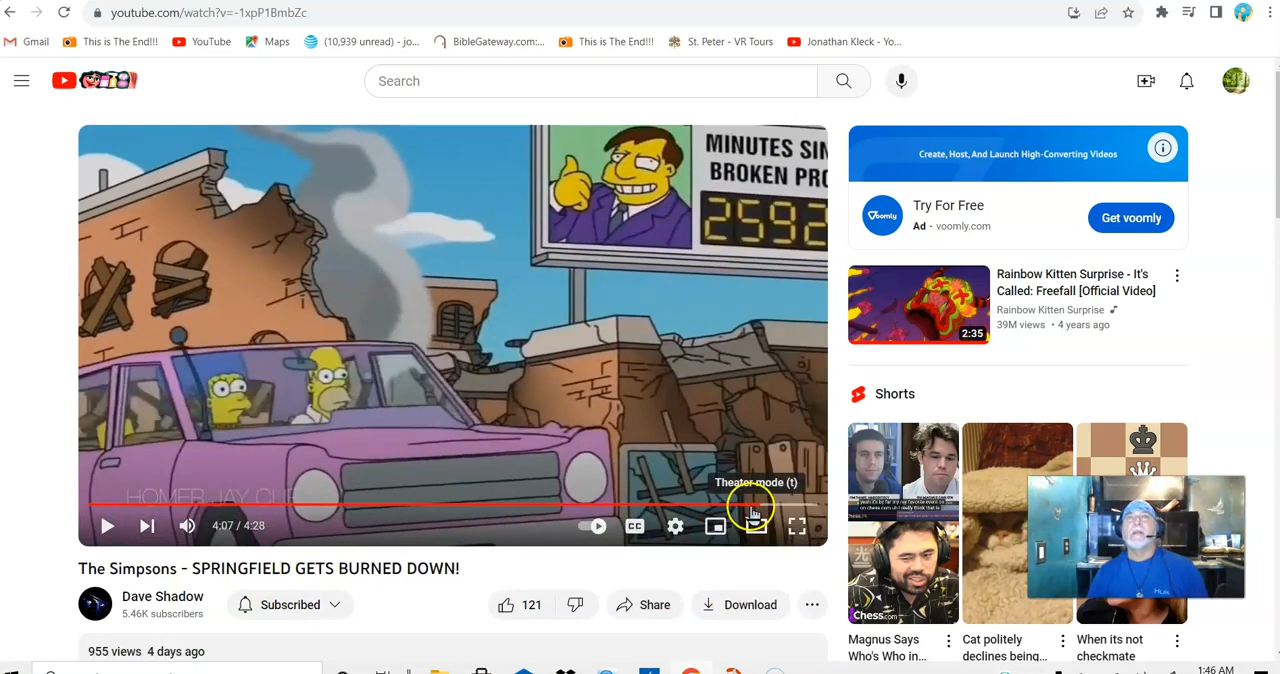 youtube.com/watch?v=-1xpP1BmbZc
Gmail
This is The End!!!
YouTube
Maps
(10,939 unread) - jo...
BibleGateway.com:...
This is The End!!!
St. Peter - VR Tours
Jonathan Kleck - Yo...
Search
MINUTES SIN
BROKEN PRO
2592
HOMER JAY CL
Theater mode (t)
4:07 / 4:28
CC
The Simpsons - SPRINGFIELD GETS BURNED DOWN!
Dave Shadow
5.46K subscribers
Subscribed
121
Share
Download
955 views 4 days ago
Create, Host, And Launch High-Converting Videos
voomly
Try For Free
Ad · voomly.com
Get voomly
Rainbow Kitten Surprise - It's
Called: Freefall [Official Video]
Rainbow Kitten Surprise
39M views • 4 years ago
2:35
Shorts
Chess.com
Magnus Says
Who's Who in...
Cat politely
declines being...
When its not
checkmate
1:46 AM